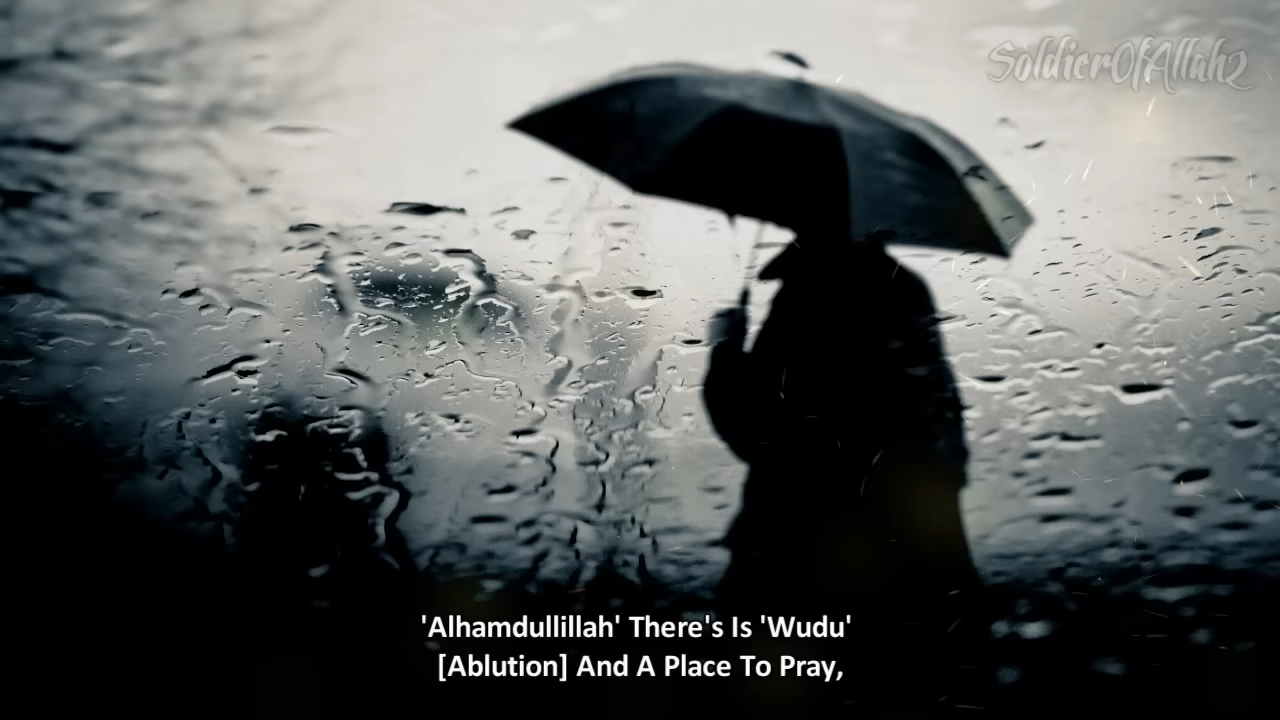 SoldierOfAllah2
'Alhamdullillah' There's Is 'Wudu'
[Ablution] And A Place To Pray,